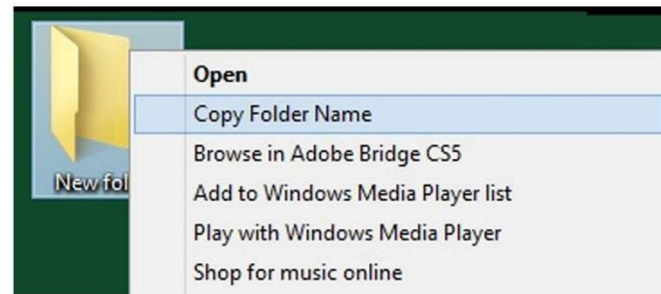 Open
Copy Folder Name
Browse in Adobe Bridge CS5
New fol
Add to Windows Media Player list
Play with Windows Media Player
Shop for music online